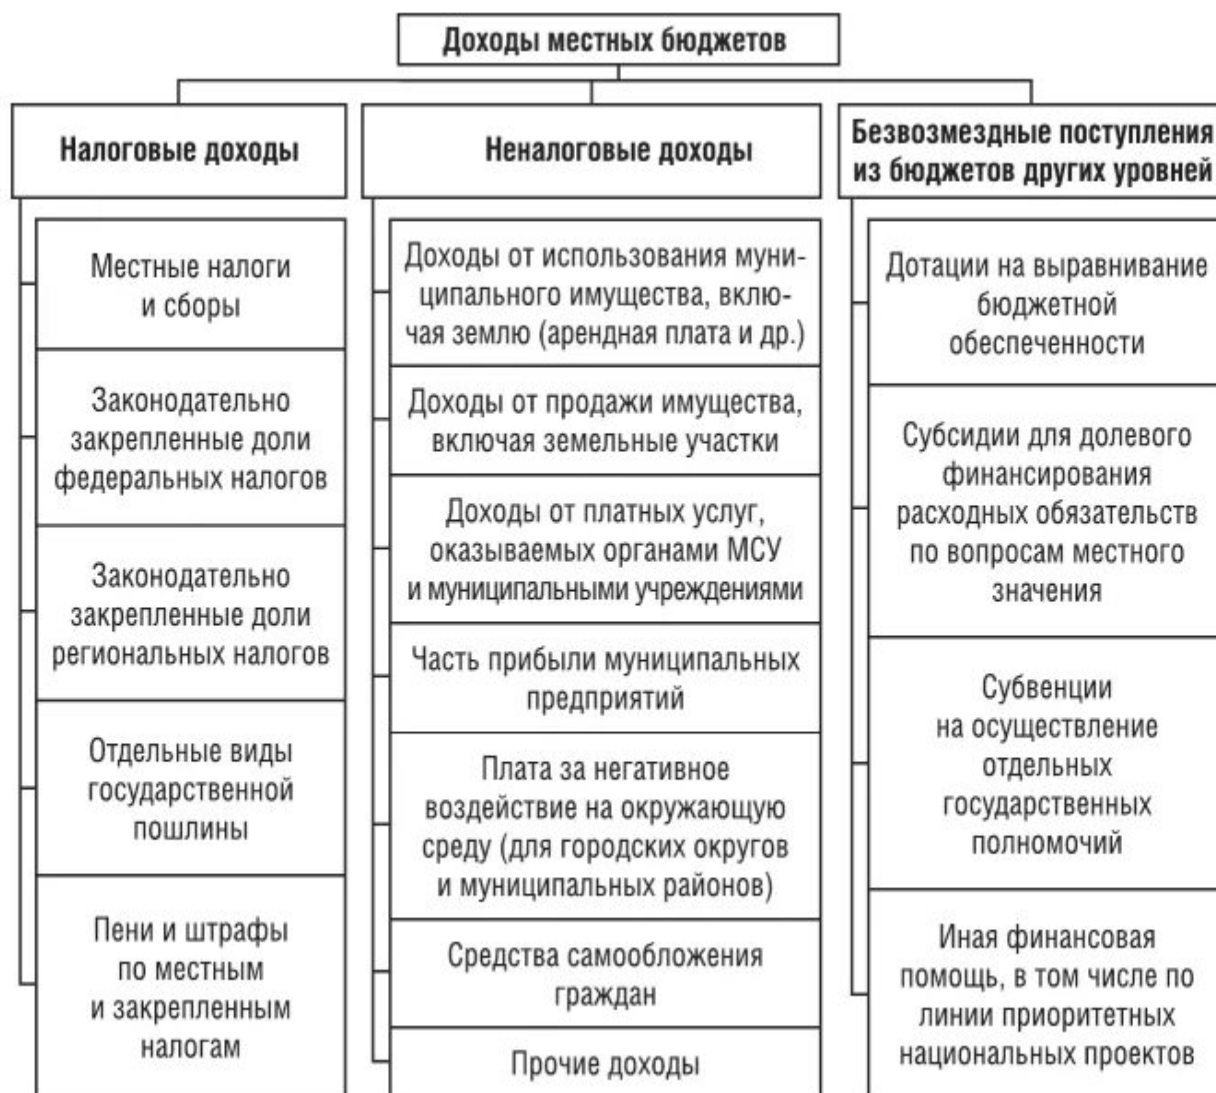 Доходы местных бюджетов
Налоговые доходы
Местные налоги
и сборы
Законодательно
закрепленные доли
федеральных налогов
Законодательно
закрепленные доли
региональных налогов
Отдельные виды
государственной
пошлины
Пени и штрафы
по местным
и закрепленным
налогам
Неналоговые доходы
Доходы от использования муни-
ципального имущества, вклю-
чая землю (арендная плата и др.)
Доходы от продажи имущества,
включая земельные участки
Доходы от платных услуг,
оказываемых органами МСУ
и муниципальными учреждениями
Часть прибыли муниципальных
предприятий
Плата за негативное
воздействие на окружающую
среду (для городских округов
и муниципальных районов)
Средства самообложения
граждан
Прочие доходы
Безвозмездные поступления
из бюджетов других уровней
Дотации на выравнивание
бюджетной
обеспеченности
Субсидии для долевого
финансирования
расходных обязательств
по вопросам местного
значения
Субвенции
на осуществление
отдельных
государственных
полномочий
Иная финансовая
помощь, в том числе по
линии приоритетных
национальных проектов